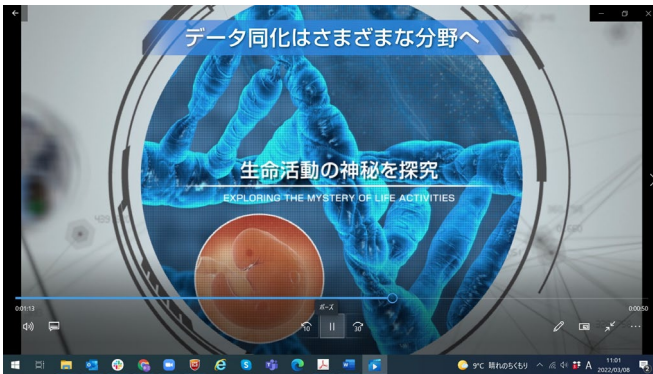 データ同化はさまざまな分野へ
生命活動の神秘を探究
EXPLORING THE MYSTERY OF LIFE ACTIVITIES
ポーズ
0:01:13
0:00:50
10
30
9°C 晴れのちくもり
A
11:01
2022/03/08